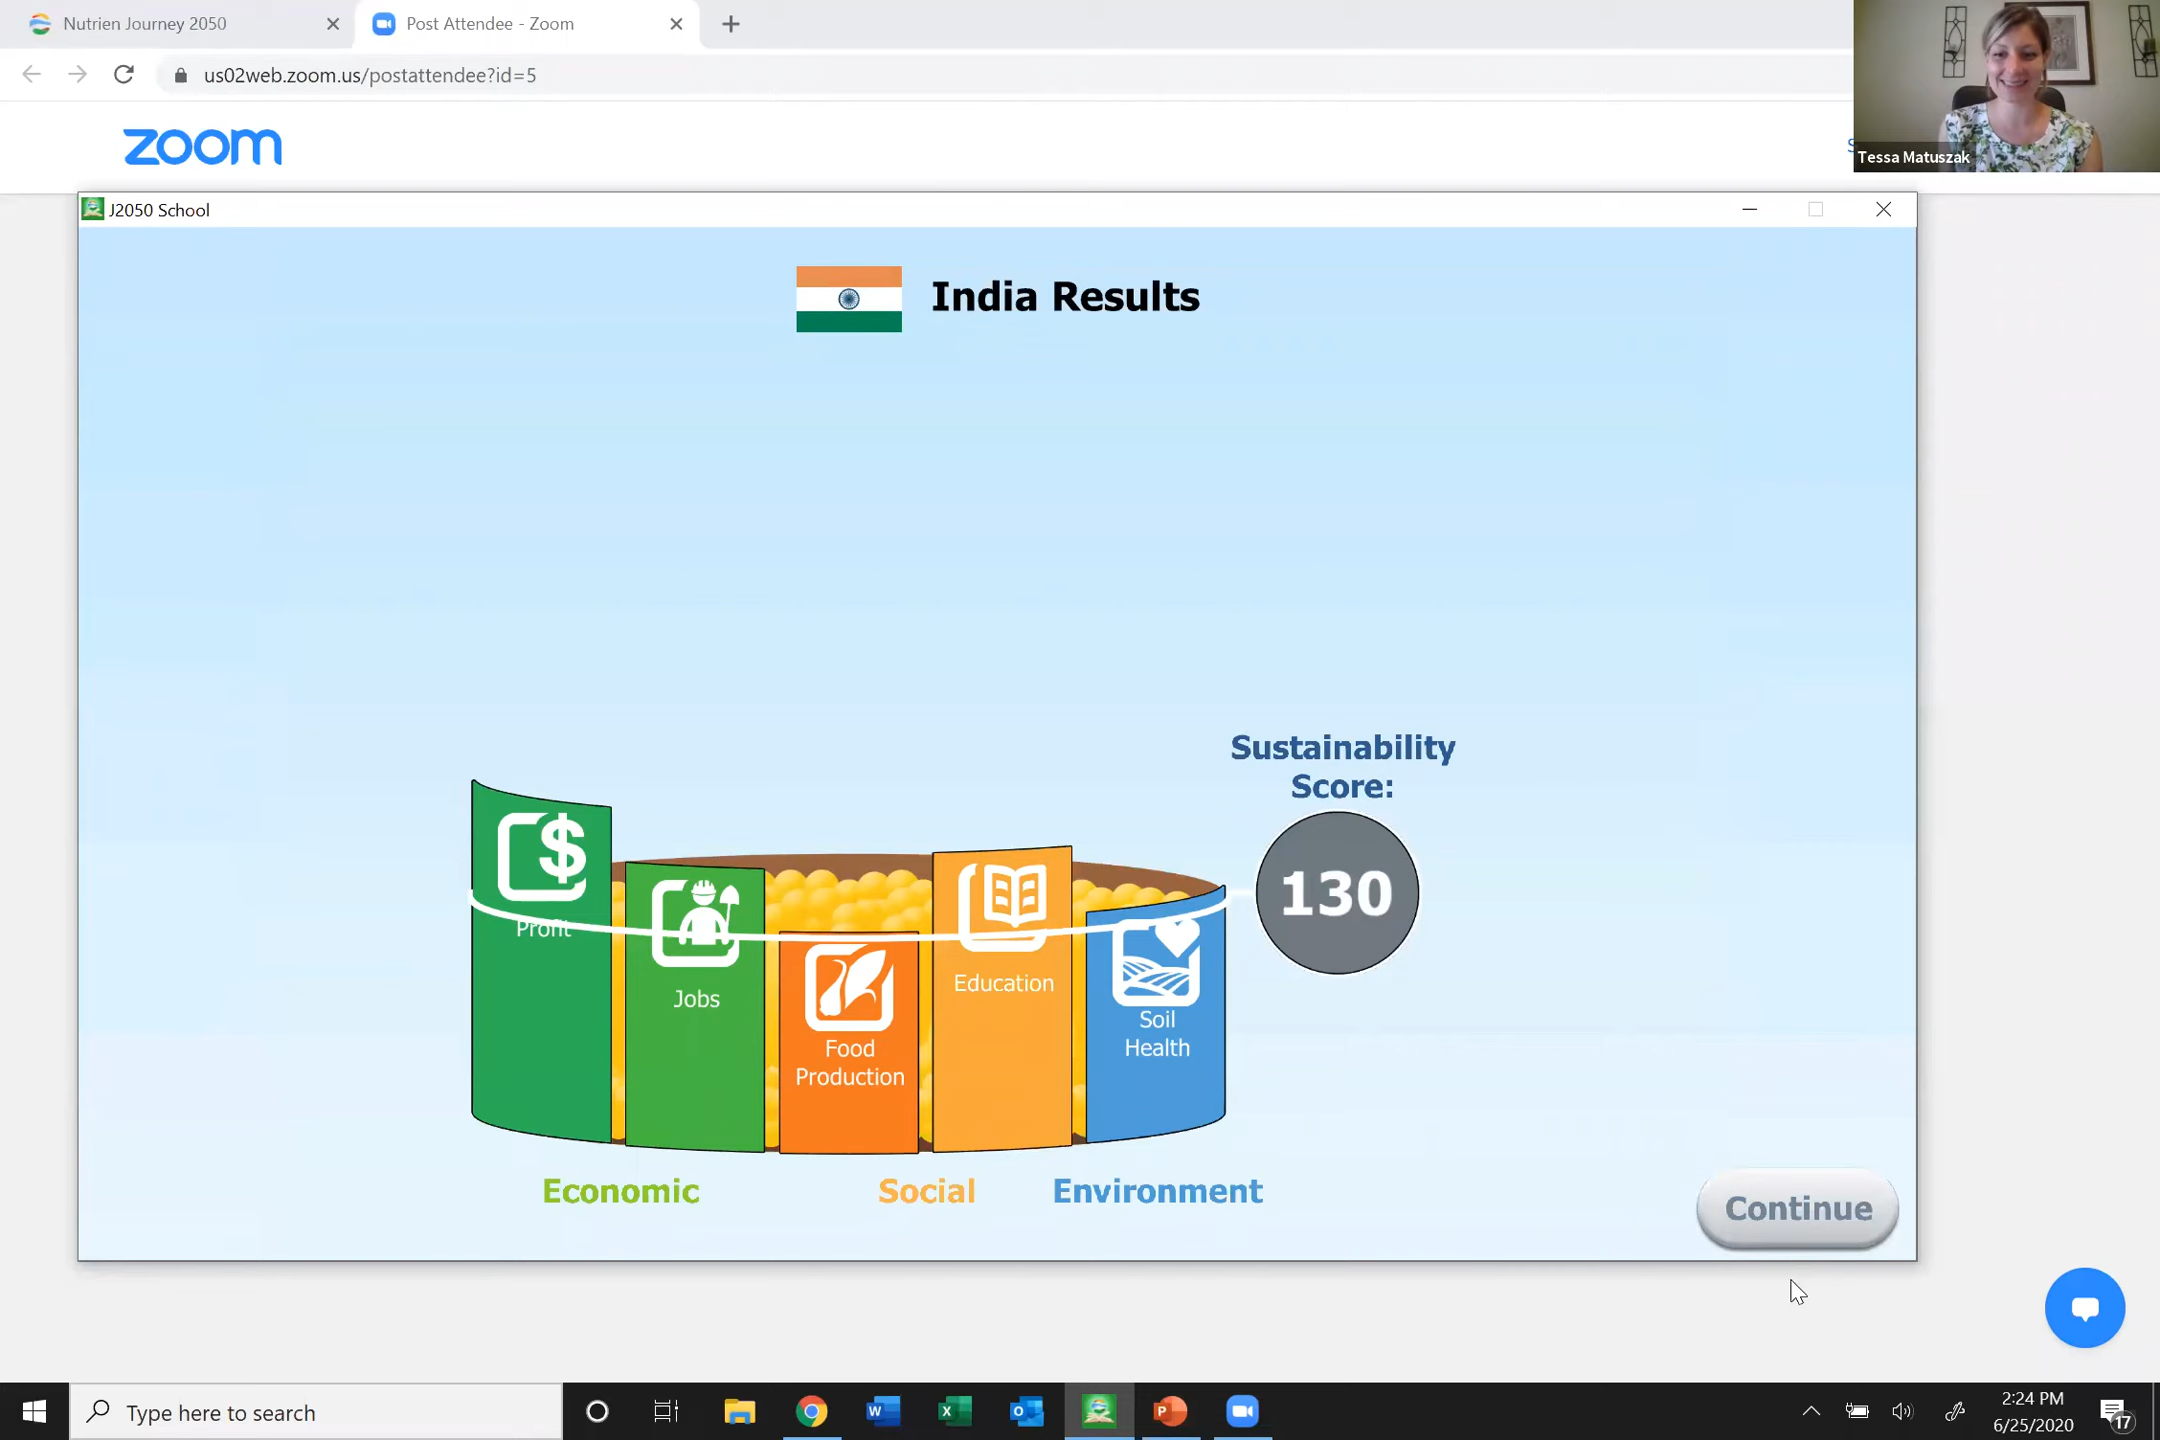 Nutrien Journey 2050
Post Attendee - Zoom
us02web.zoom.us/postattendee?id=5
zoom
Tessa Matuszak
J2050 School
India Results
Sustainability
Score:
130
$
Profit
Jobs
Food
Production
Education
Soil
Health
Economic
Social
Environment
Continue
Type here to search
2:24 PM
6/25/2020
17